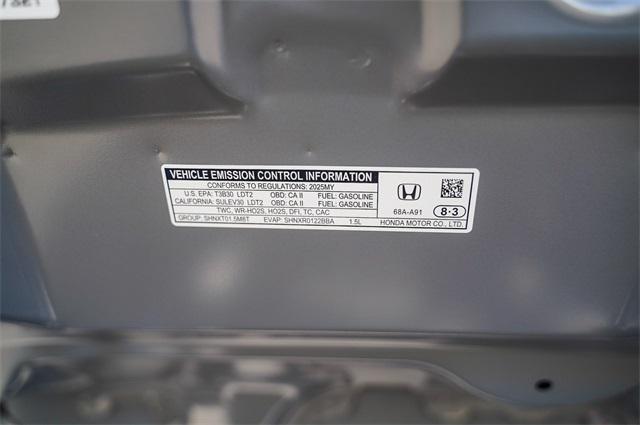 VEHICLE EMISSION CONTROL INFORMATION
CONFORMS TO REGULATIONS: 2025MY
U.S. EPA: T3B30 LDT2 OBD: CA II FUEL: GASOLINE
CALIFORNIA: SULEV30 LDT2 OBD: CA II FUEL: GASOLINE
TWC, WR-HO2S, HO2S, DFI, TC, CAC
GROUP: SHNXT01.5M6T EVAP: SHNXR0122BBA 1.5L
68A-A91
8-3
HONDA MOTOR CO., LTD.